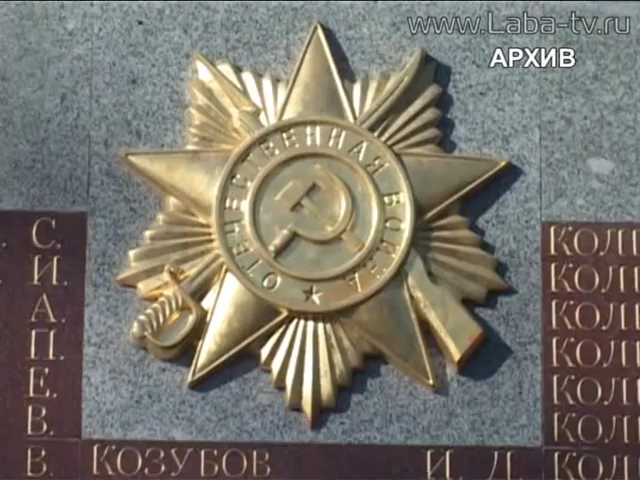 www.Laba-tv.ru
АРХИВ
ОТЕЧЕСТВЕННАЯ ВОЙНА
С.
И.
А.
П.
Е.
В.
В.
КОЗУБОВ И. Д.